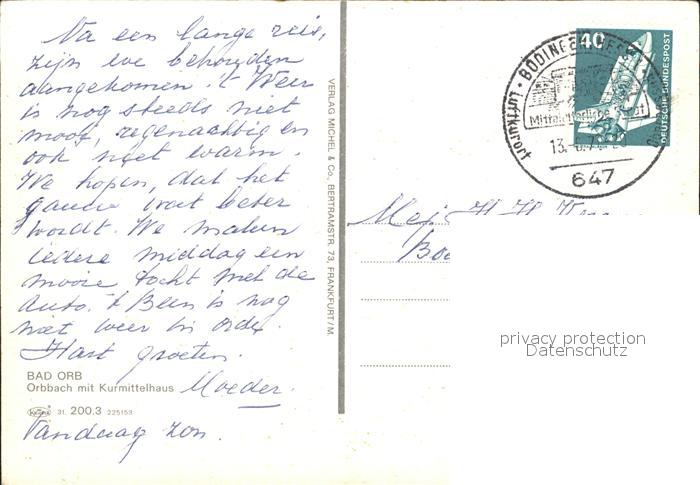 Na een lange reis,
zijn we behouden
aangekomen. 't Weer
is nog steeds niet
mooi, regenachtig en
ook niet warm.
We hopen, dat het
gauw wat beter
wordt. We maken
iedere middag een
mooie tocht met de
auto. 't Been is nog
niet weer in orde.
Hart groeten.
Moeder.
BAD ORB
Orbbach mit Kurmittelhaus
31. 200.3 225153
Vandaag zon.
VERLAG MICHEL & Co., BERTRAMSTR. 73, FRANKFURT/M.
40
DEUTSCHE BUNDESPOST
Luftkurort
647
Mej. H. H.
privacy protection
Datenschutz